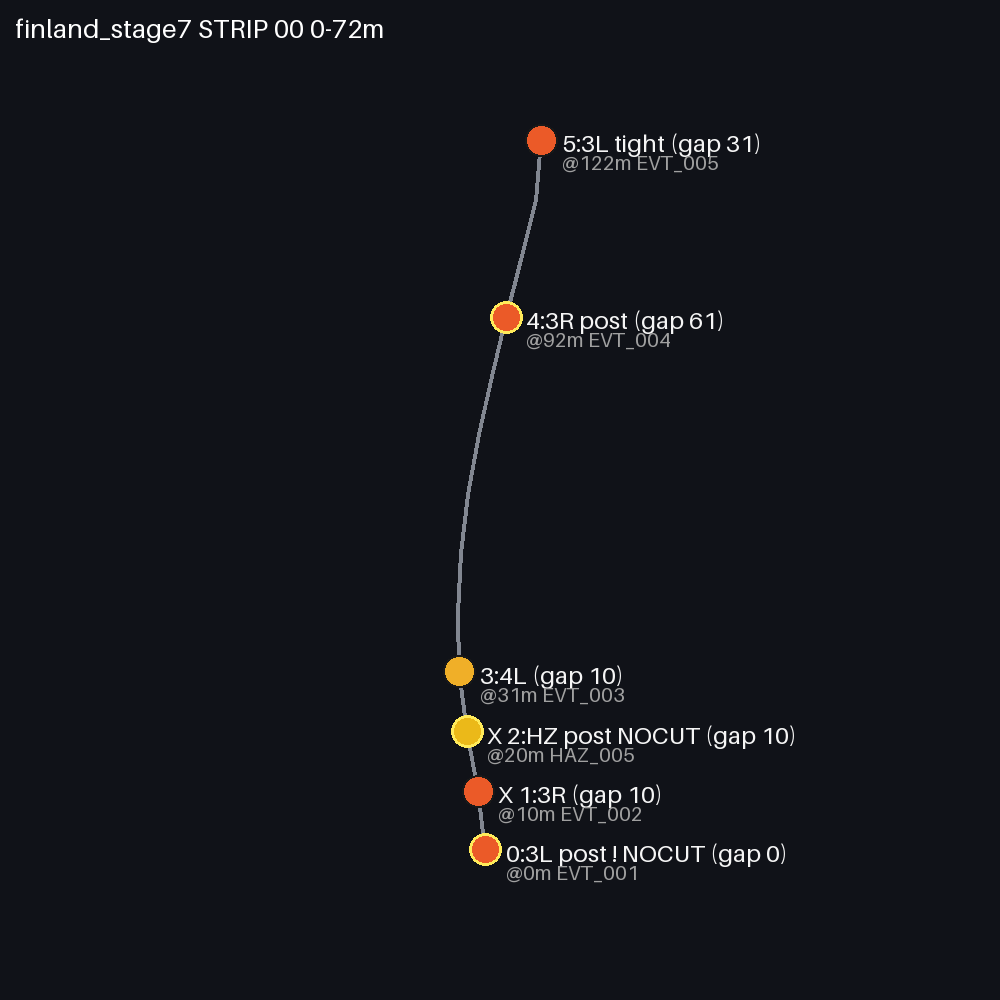 finland_stage7 STRIP 00 0-72m
5:3L tight (gap 31)
@122m EVT_005
4:3R post (gap 61)
@92m EVT_004
3:4L (gap 10)
@31m EVT_003
X 2:HZ post NOCUT (gap 10)
@20m HAZ_005
X 1:3R (gap 10)
@10m EVT_002
0:3L post ! NOCUT (gap 0)
@0m EVT_001